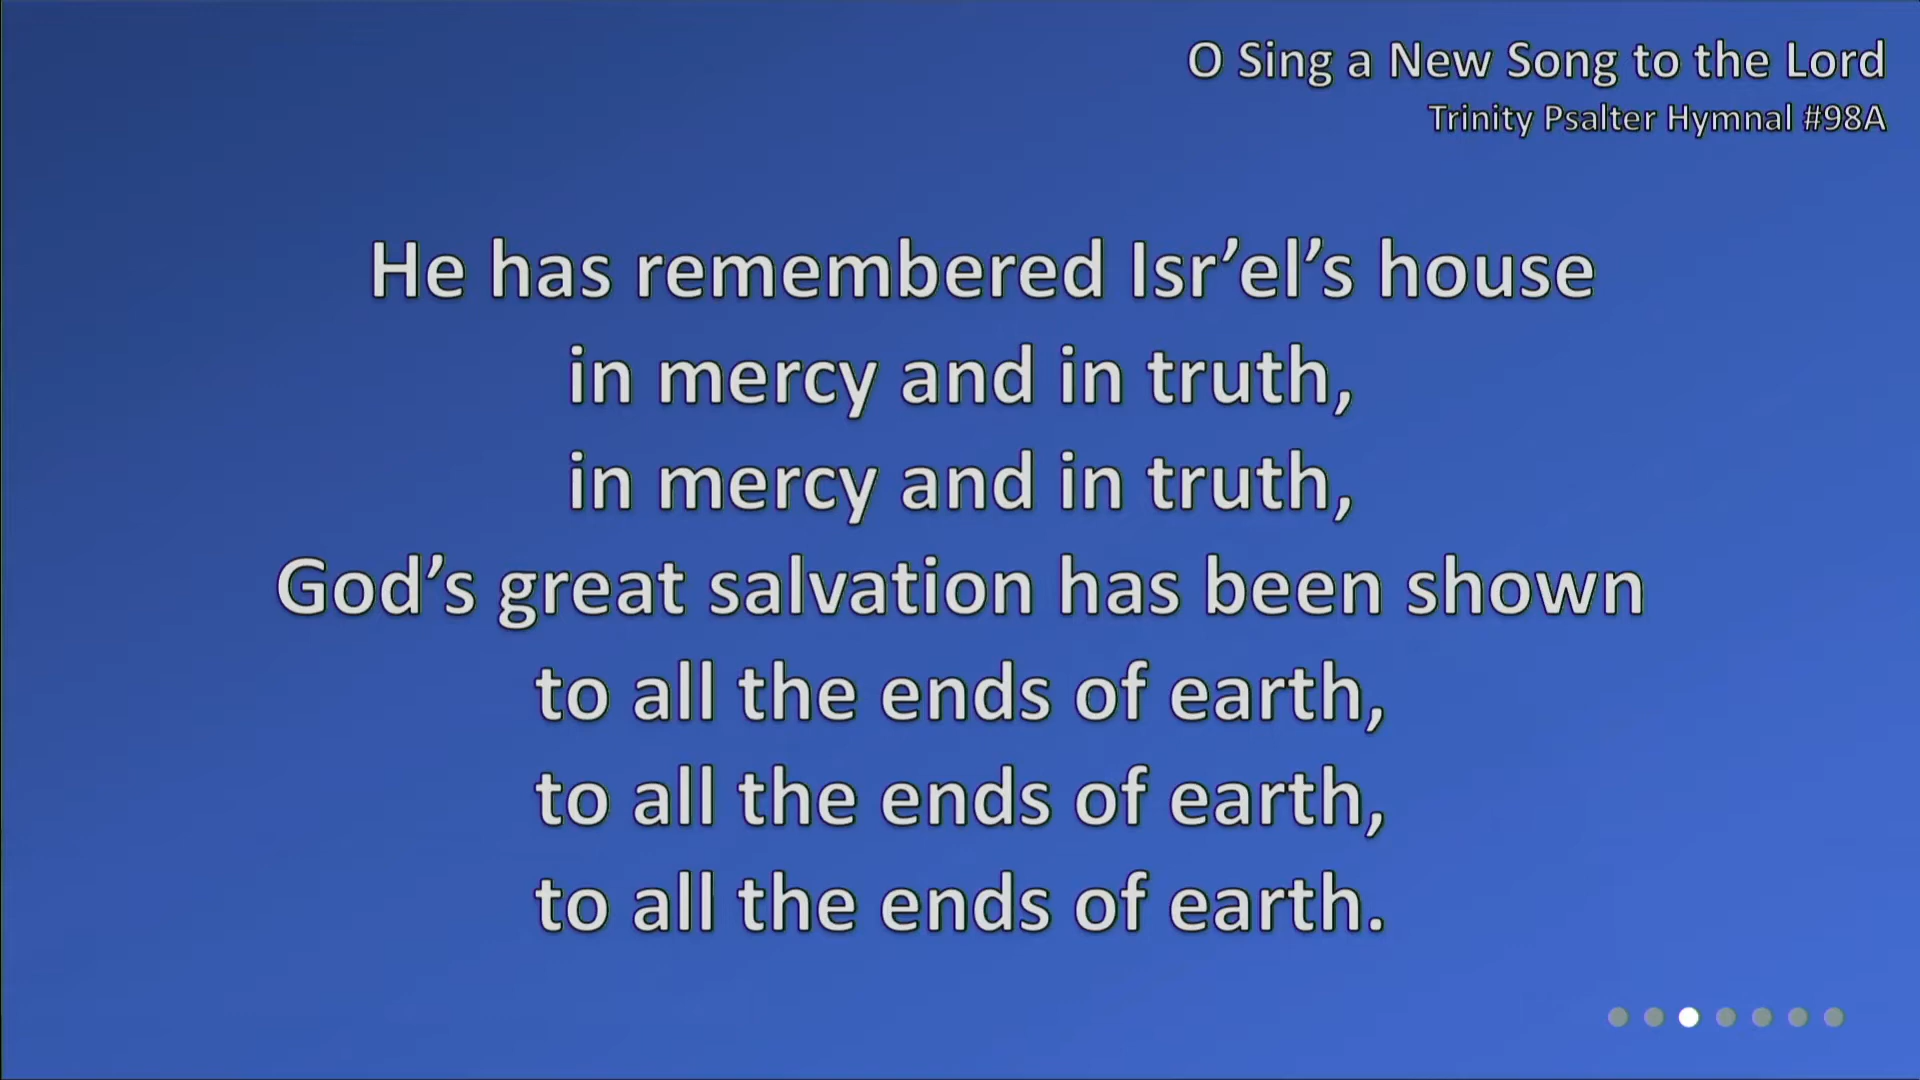 O Sing a New Song to the Lord
Trinity Psalter Hymnal #98A
He has remembered Isr’el’s house
in mercy and in truth,
in mercy and in truth,
God’s great salvation has been shown
to all the ends of earth,
to all the ends of earth,
to all the ends of earth.